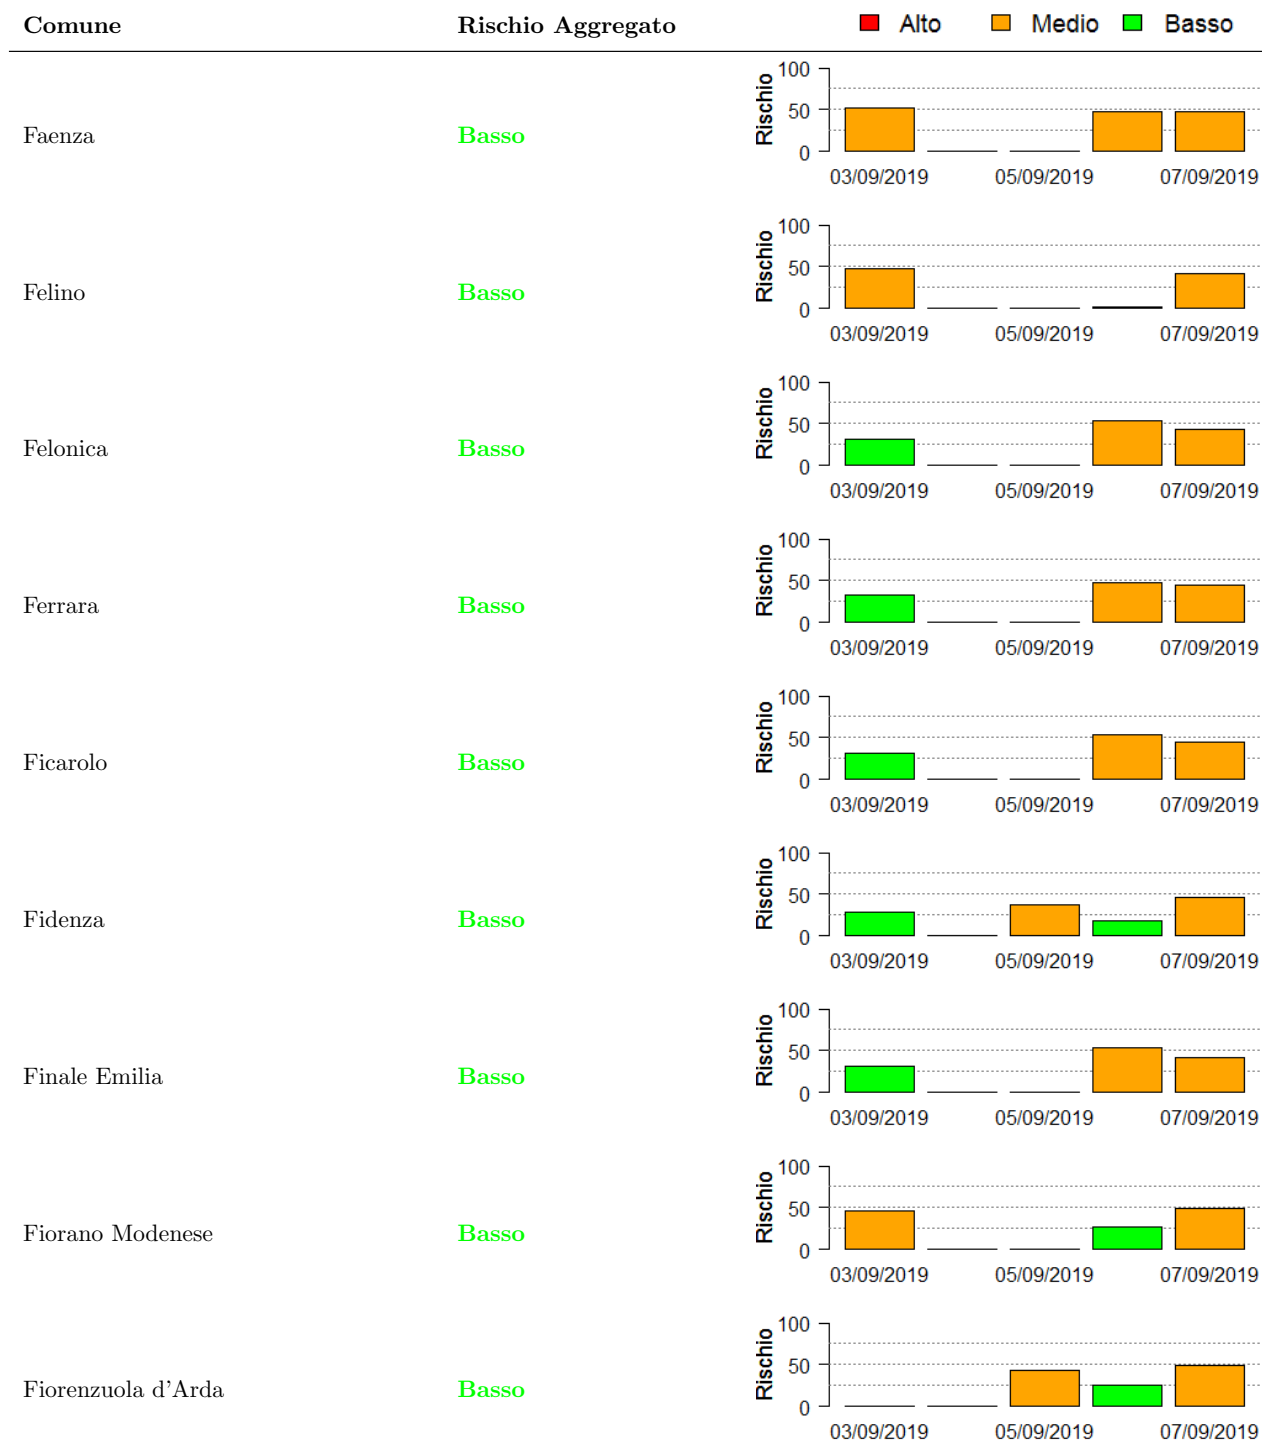 Comune Rischio Aggregato Alto Medio Basso
Faenza Basso
Rischio
100
50
0
03/09/2019 05/09/2019 07/09/2019
Felino Basso
Rischio
100
50
0
03/09/2019 05/09/2019 07/09/2019
Felonica Basso
Rischio
100
50
0
03/09/2019 05/09/2019 07/09/2019
Ferrara Basso
Rischio
100
50
0
03/09/2019 05/09/2019 07/09/2019
Ficarolo Basso
Rischio
100
50
0
03/09/2019 05/09/2019 07/09/2019
Fidenza Basso
Rischio
100
50
0
03/09/2019 05/09/2019 07/09/2019
Finale Emilia Basso
Rischio
100
50
0
03/09/2019 05/09/2019 07/09/2019
Fiorano Modenese Basso
Rischio
100
50
0
03/09/2019 05/09/2019 07/09/2019
Fiorenzuola d'Arda Basso
Rischio
100
50
0
03/09/2019 05/09/2019 07/09/2019